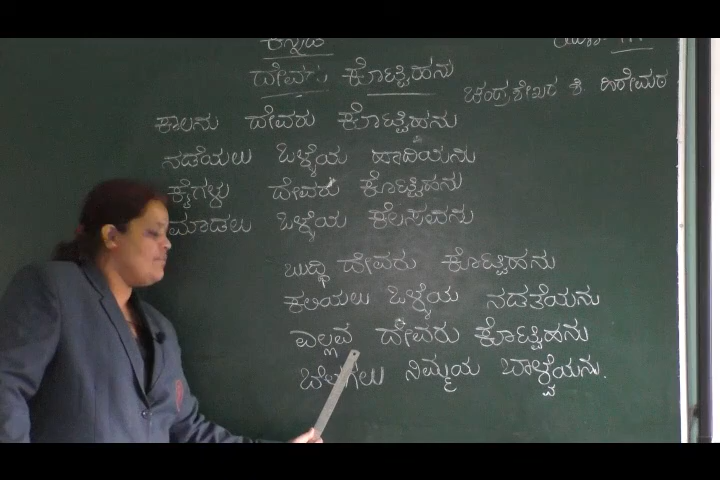 ಕನ್ನಡ
ದೇವರು ಕೊಟ್ಟಿಹನು
ಚಂದ್ರಶೇಖರ ಶಿ. ಹಿರೇಮಠ
ಕಾಲನು ದೇವರು ಕೊಟ್ಟಿಹನು
ನಡೆಯಲು ಒಳ್ಳೆಯ ಹಾದಿಯನು
ಕೈಗಳು ದೇವರು ಕೊಟ್ಟಿಹನು
ಮಾಡಲು ಒಳ್ಳೆಯ ಕೆಲಸವನು
ಬುದ್ಧಿ ದೇವರು ಕೊಟ್ಟಿಹನು
ಕಲಿಯಲು ಒಳ್ಳೆಯ ನಡತೆಯನು
ಎಲ್ಲವ ದೇವರು ಕೊಟ್ಟಿಹನು
ಬೆಳಗಲು ನಿಮ್ಮಯ ಬಾಳ್ವೆಯನು.